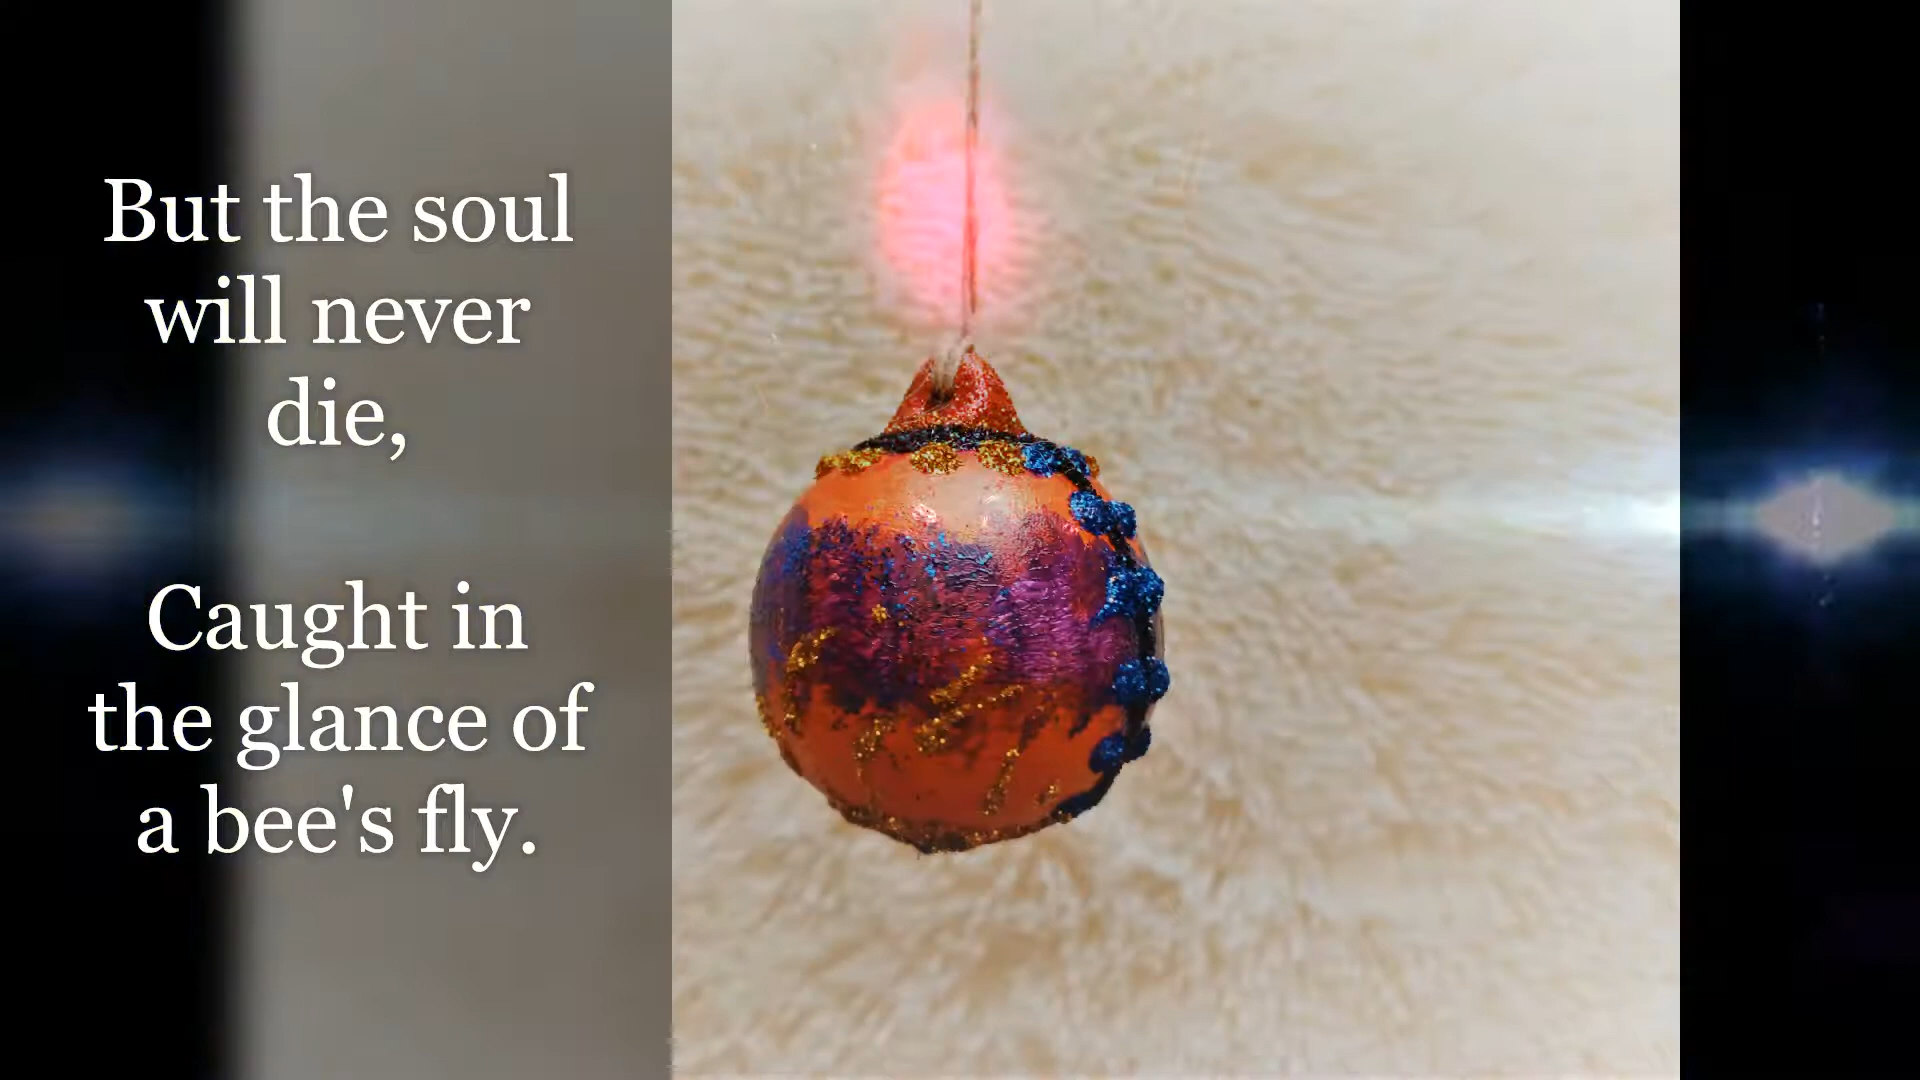 But the soul
will never
die,
Caught in
the glance of
a bee's fly.